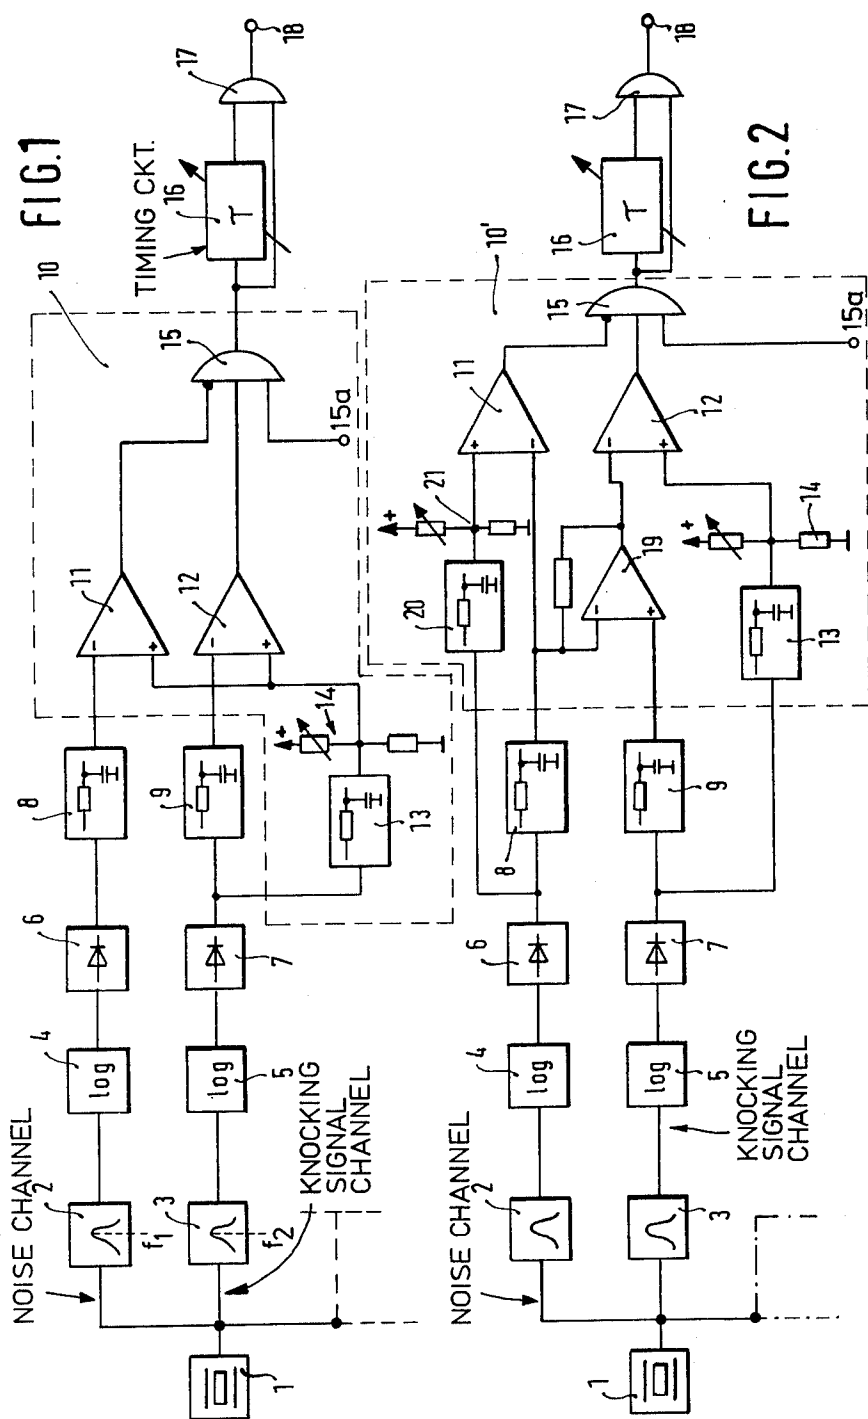 FIG.1
NOISE CHANNEL
2
f1
4
log
6
8
10
11
-
+
15
15a
TIMING CKT.
16
τ
17
18
1
3
f2
KNOCKING
SIGNAL
CHANNEL
5
log
7
9
12
-
+
13
14
+
FIG.2
NOISE CHANNEL
2
4
log
6
8
20
21
+
10'
11
+
-
15
15a
16
τ
17
18
1
3
KNOCKING
SIGNAL
CHANNEL
5
log
7
9
19
-
+
12
-
+
13
14
+